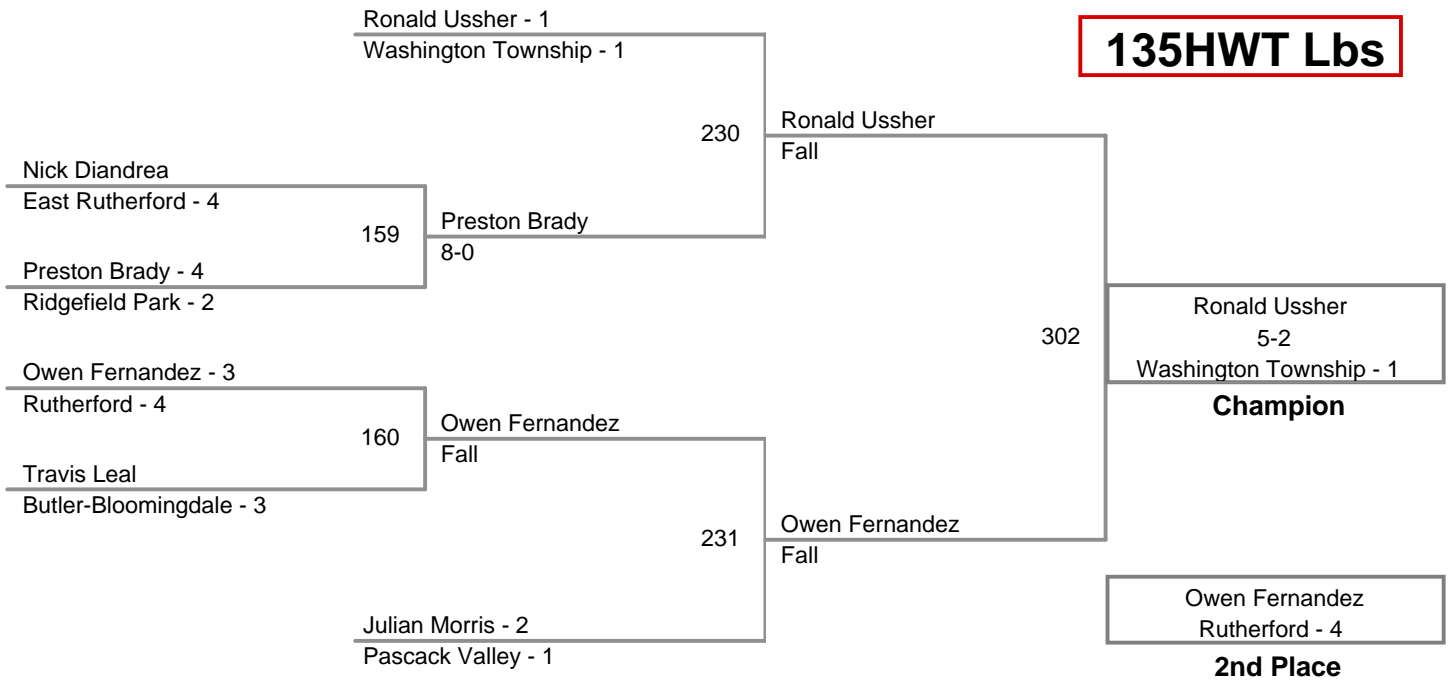 Ronald Ussher - 1
Washington Township - 1
135HWT Lbs
230
Ronald Ussher
Fall
Nick Diandrea
East Rutherford - 4
159
Preston Brady
8-0
Preston Brady - 4
Ridgefield Park - 2
302
Ronald Ussher
5-2
Washington Township - 1
Champion
Owen Fernandez - 3
Rutherford - 4
160
Owen Fernandez
Fall
Travis Leal
Butler-Bloomingdale - 3
231
Owen Fernandez
Fall
Julian Morris - 2
Pascack Valley - 1
Owen Fernandez
Rutherford - 4
2nd Place